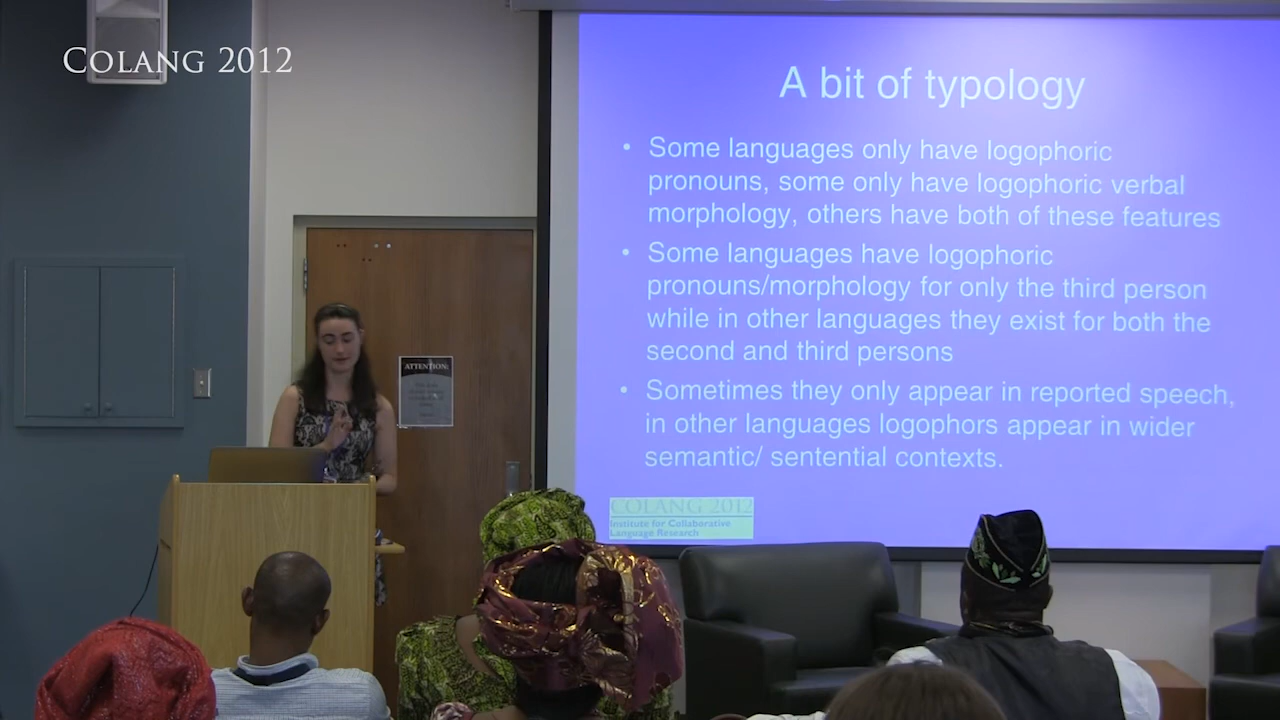 COLANG 2012
A bit of typology
• Some languages only have logophoric
pronouns, some only have logophoric verbal
morphology, others have both of these features
• Some languages have logophoric
pronouns/morphology for only the third person
while in other languages they exist for both the
second and third persons
• Sometimes they only appear in reported speech,
in other languages logophors appear in wider
semantic/ sentential contexts.
COLANG 2012
Institute for Collaborative
Language Research
ATTENTION: